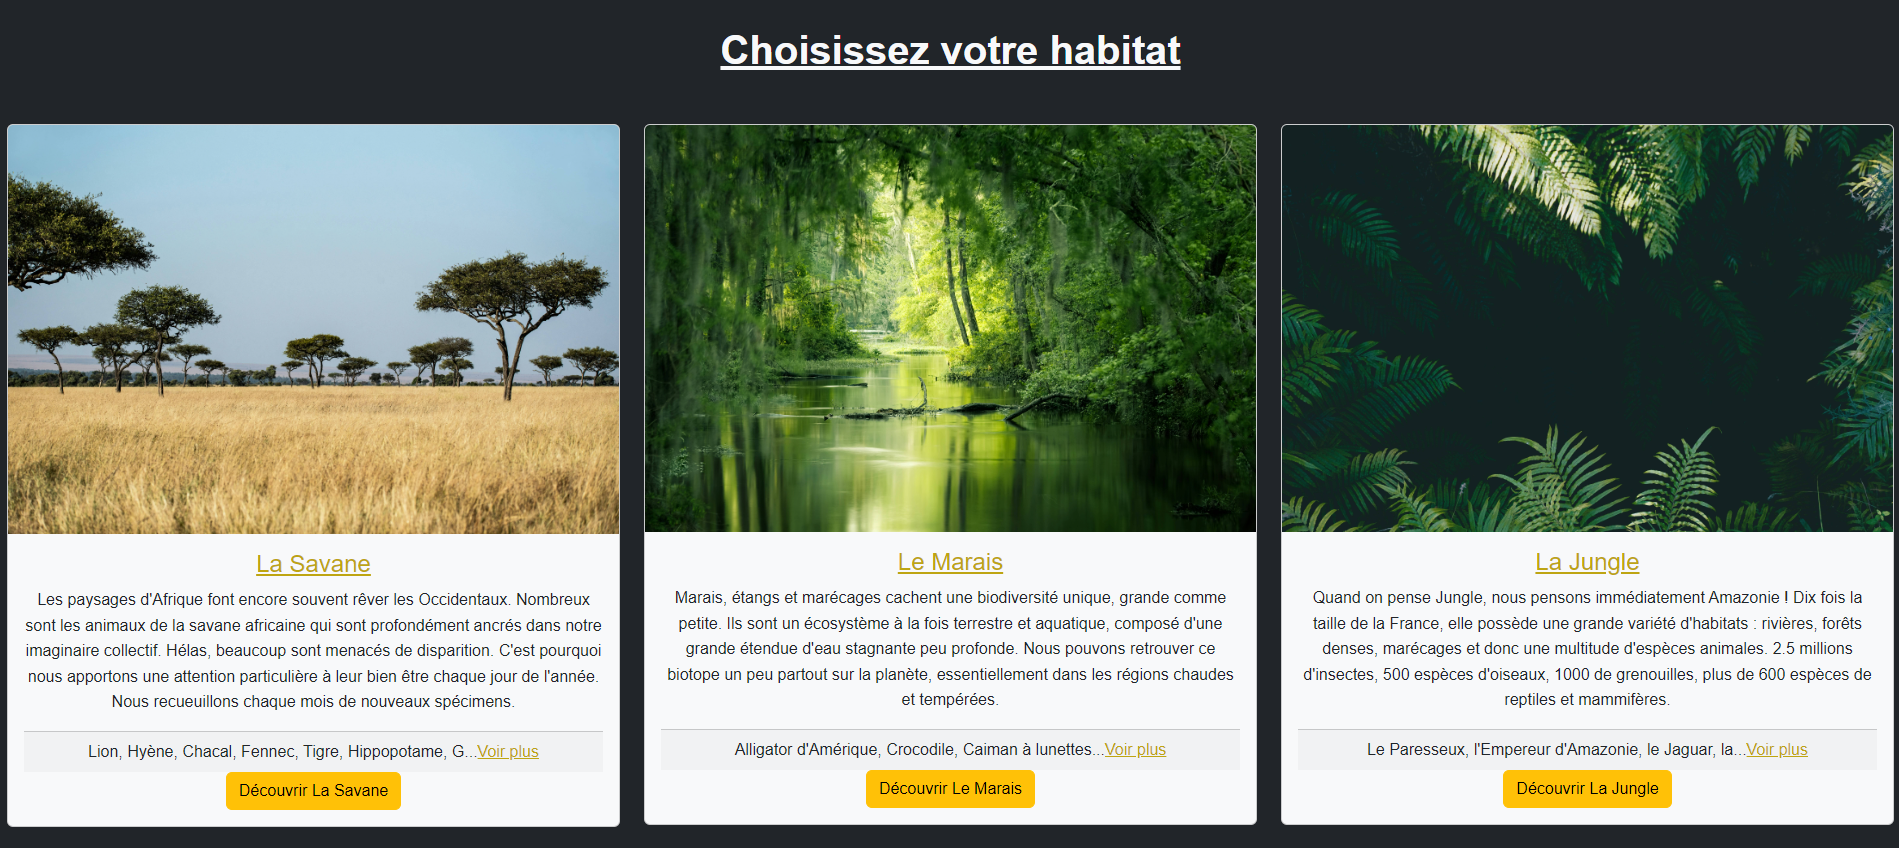 Choisissez votre habitat
La Savane
Les paysages d'Afrique font encore souvent rêver les Occidentaux. Nombreux
sont les animaux de la savane africaine qui sont profondément ancrés dans notre
imaginaire collectif. Hélas, beaucoup sont menacés de disparition. C'est pourquoi
nous apportons une attention particulière à leur bien être chaque jour de l'année.
Nous recueuillons chaque mois de nouveaux spécimens.
Lion, Hyène, Chacal, Fennec, Tigre, Hippopotame, G...Voir plus
Découvrir La Savane
Le Marais
Marais, étangs et marécages cachent une biodiversité unique, grande comme
petite. Ils sont un écosystème à la fois terrestre et aquatique, composé d'une
grande étendue d'eau stagnante peu profonde. Nous pouvons retrouver ce
biotope un peu partout sur la planète, essentiellement dans les régions chaudes
et tempérées.
Alligator d'Amérique, Crocodile, Caiman à lunettes...Voir plus
Découvrir Le Marais
La Jungle
Quand on pense Jungle, nous pensons immédiatement Amazonie ! Dix fois la
taille de la France, elle possède une grande variété d'habitats : rivières, forêts
denses, marécages et donc une multitude d'espèces animales. 2.5 millions
d'insectes, 500 espèces d'oiseaux, 1000 de grenouilles, plus de 600 espèces de
reptiles et mammifères.
Le Paresseux, l'Empereur d'Amazonie, le Jaguar, la...Voir plus
Découvrir La Jungle